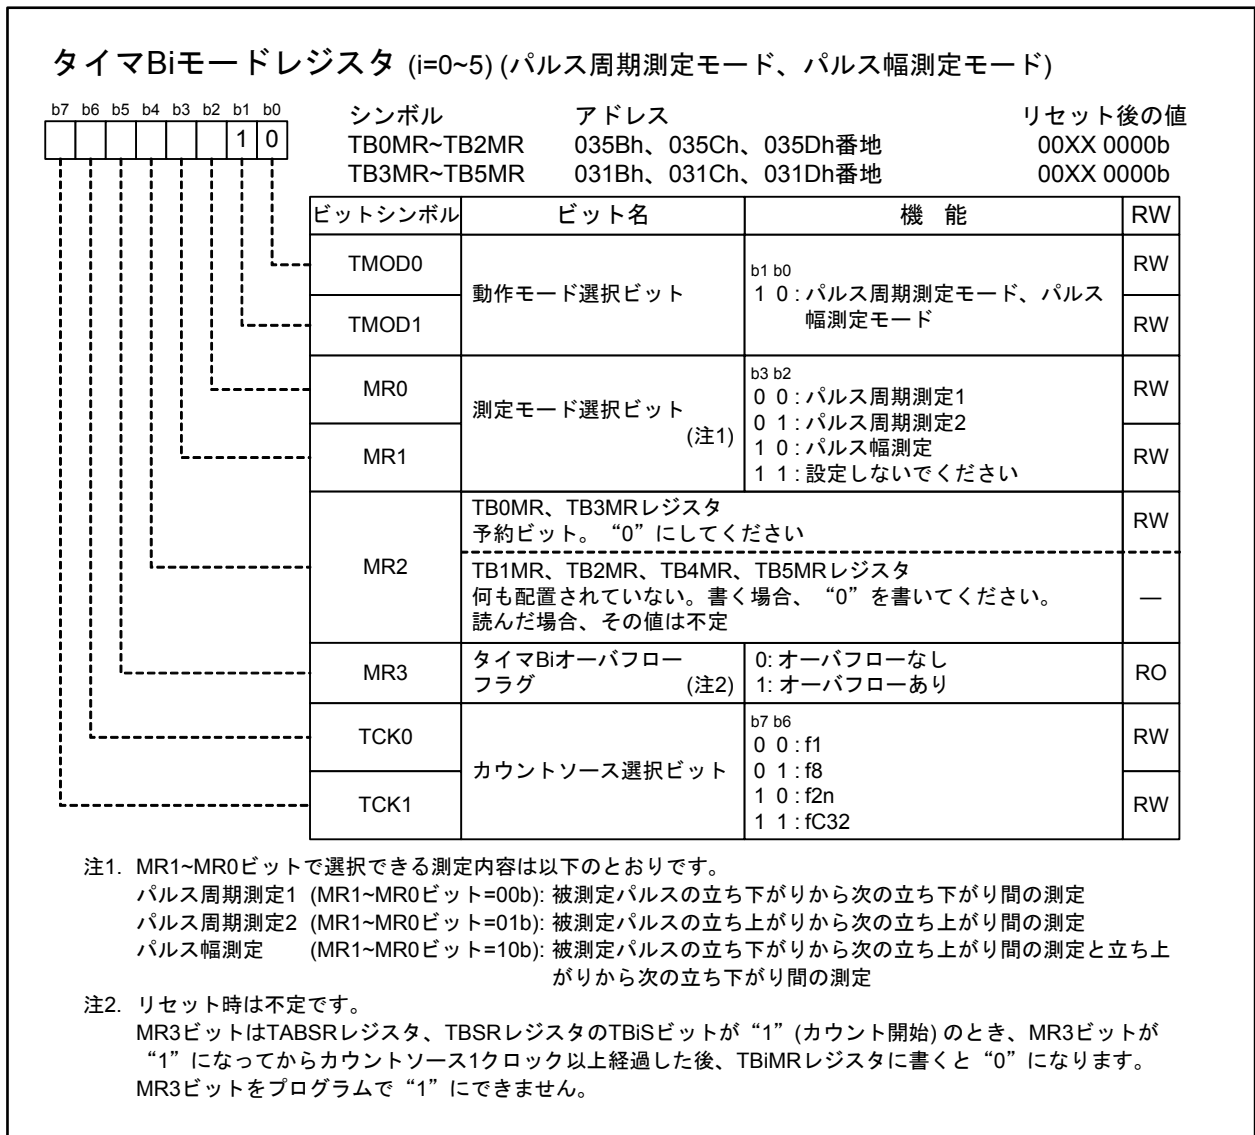 タイマBiモードレジスタ (i=0~5) (パルス周期測定モード、パルス幅測定モード)
b7 b6 b5 b4 b3 b2 b1 b0
1 0
シンボル アドレス リセット後の値
TB0MR~TB2MR 035Bh、035Ch、035Dh番地 00XX 0000b
TB3MR~TB5MR 031Bh、031Ch、031Dh番地 00XX 0000b
ビットシンボル ビット名 機 能 RW
TMOD0 RW
動作モード選択ビット
b1 b0
1 0 : パルス周期測定モード、パルス
幅測定モード
TMOD1 RW
MR0 RW
測定モード選択ビット
(注1)
b3 b2
0 0 : パルス周期測定1
0 1 : パルス周期測定2
1 0 : パルス幅測定
1 1 : 設定しないでください
MR1 RW
MR2
TB0MR、TB3MRレジスタ
予約ビット。“0”にしてください
RW
TB1MR、TB2MR、TB4MR、TB5MRレジスタ
何も配置されていない。書く場合、“0”を書いてください。
読んだ場合、その値は不定
—
MR3
タイマBiオーバフロー
フラグ (注2)
0: オーバフローなし
1: オーバフローあり
RO
TCK0 RW
カウントソース選択ビット
b7 b6
0 0 : f1
0 1 : f8
1 0 : f2n
1 1 : fC32
TCK1 RW
注1. MR1~MR0ビットで選択できる測定内容は以下のとおりです。
パルス周期測定1 (MR1~MR0ビット=00b): 被測定パルスの立ち下がりから次の立ち下がり間の測定
パルス周期測定2 (MR1~MR0ビット=01b): 被測定パルスの立ち上がりから次の立ち上がり間の測定
パルス幅測定 (MR1~MR0ビット=10b): 被測定パルスの立ち下がりから次の立ち上がり間の測定と立ち上
がりから次の立ち下がり間の測定
注2. リセット時は不定です。
MR3ビットはTABSRレジスタ、TBSRレジスタのTBiSビットが“1”(カウント開始) のとき、MR3ビットが
“1”になってからカウントソース1クロック以上経過した後、TBiMRレジスタに書くと“0”になります。
MR3ビットをプログラムで“1”にできません。